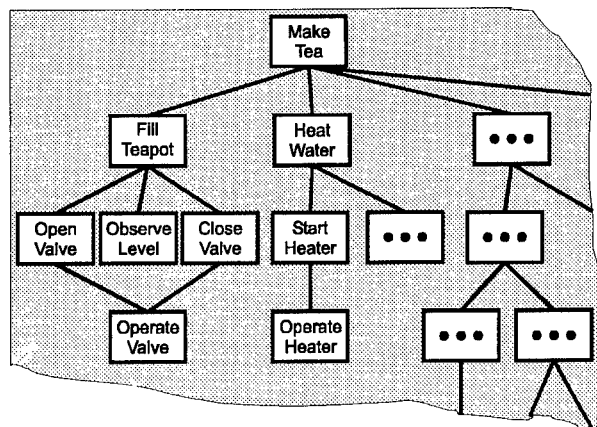 Make
Tea
Fill
Teapot
Heat
Water
•••
Open
Valve
Observe
Level
Close
Valve
Start
Heater
•••
•••
Operate
Valve
Operate
Heater
•••
•••